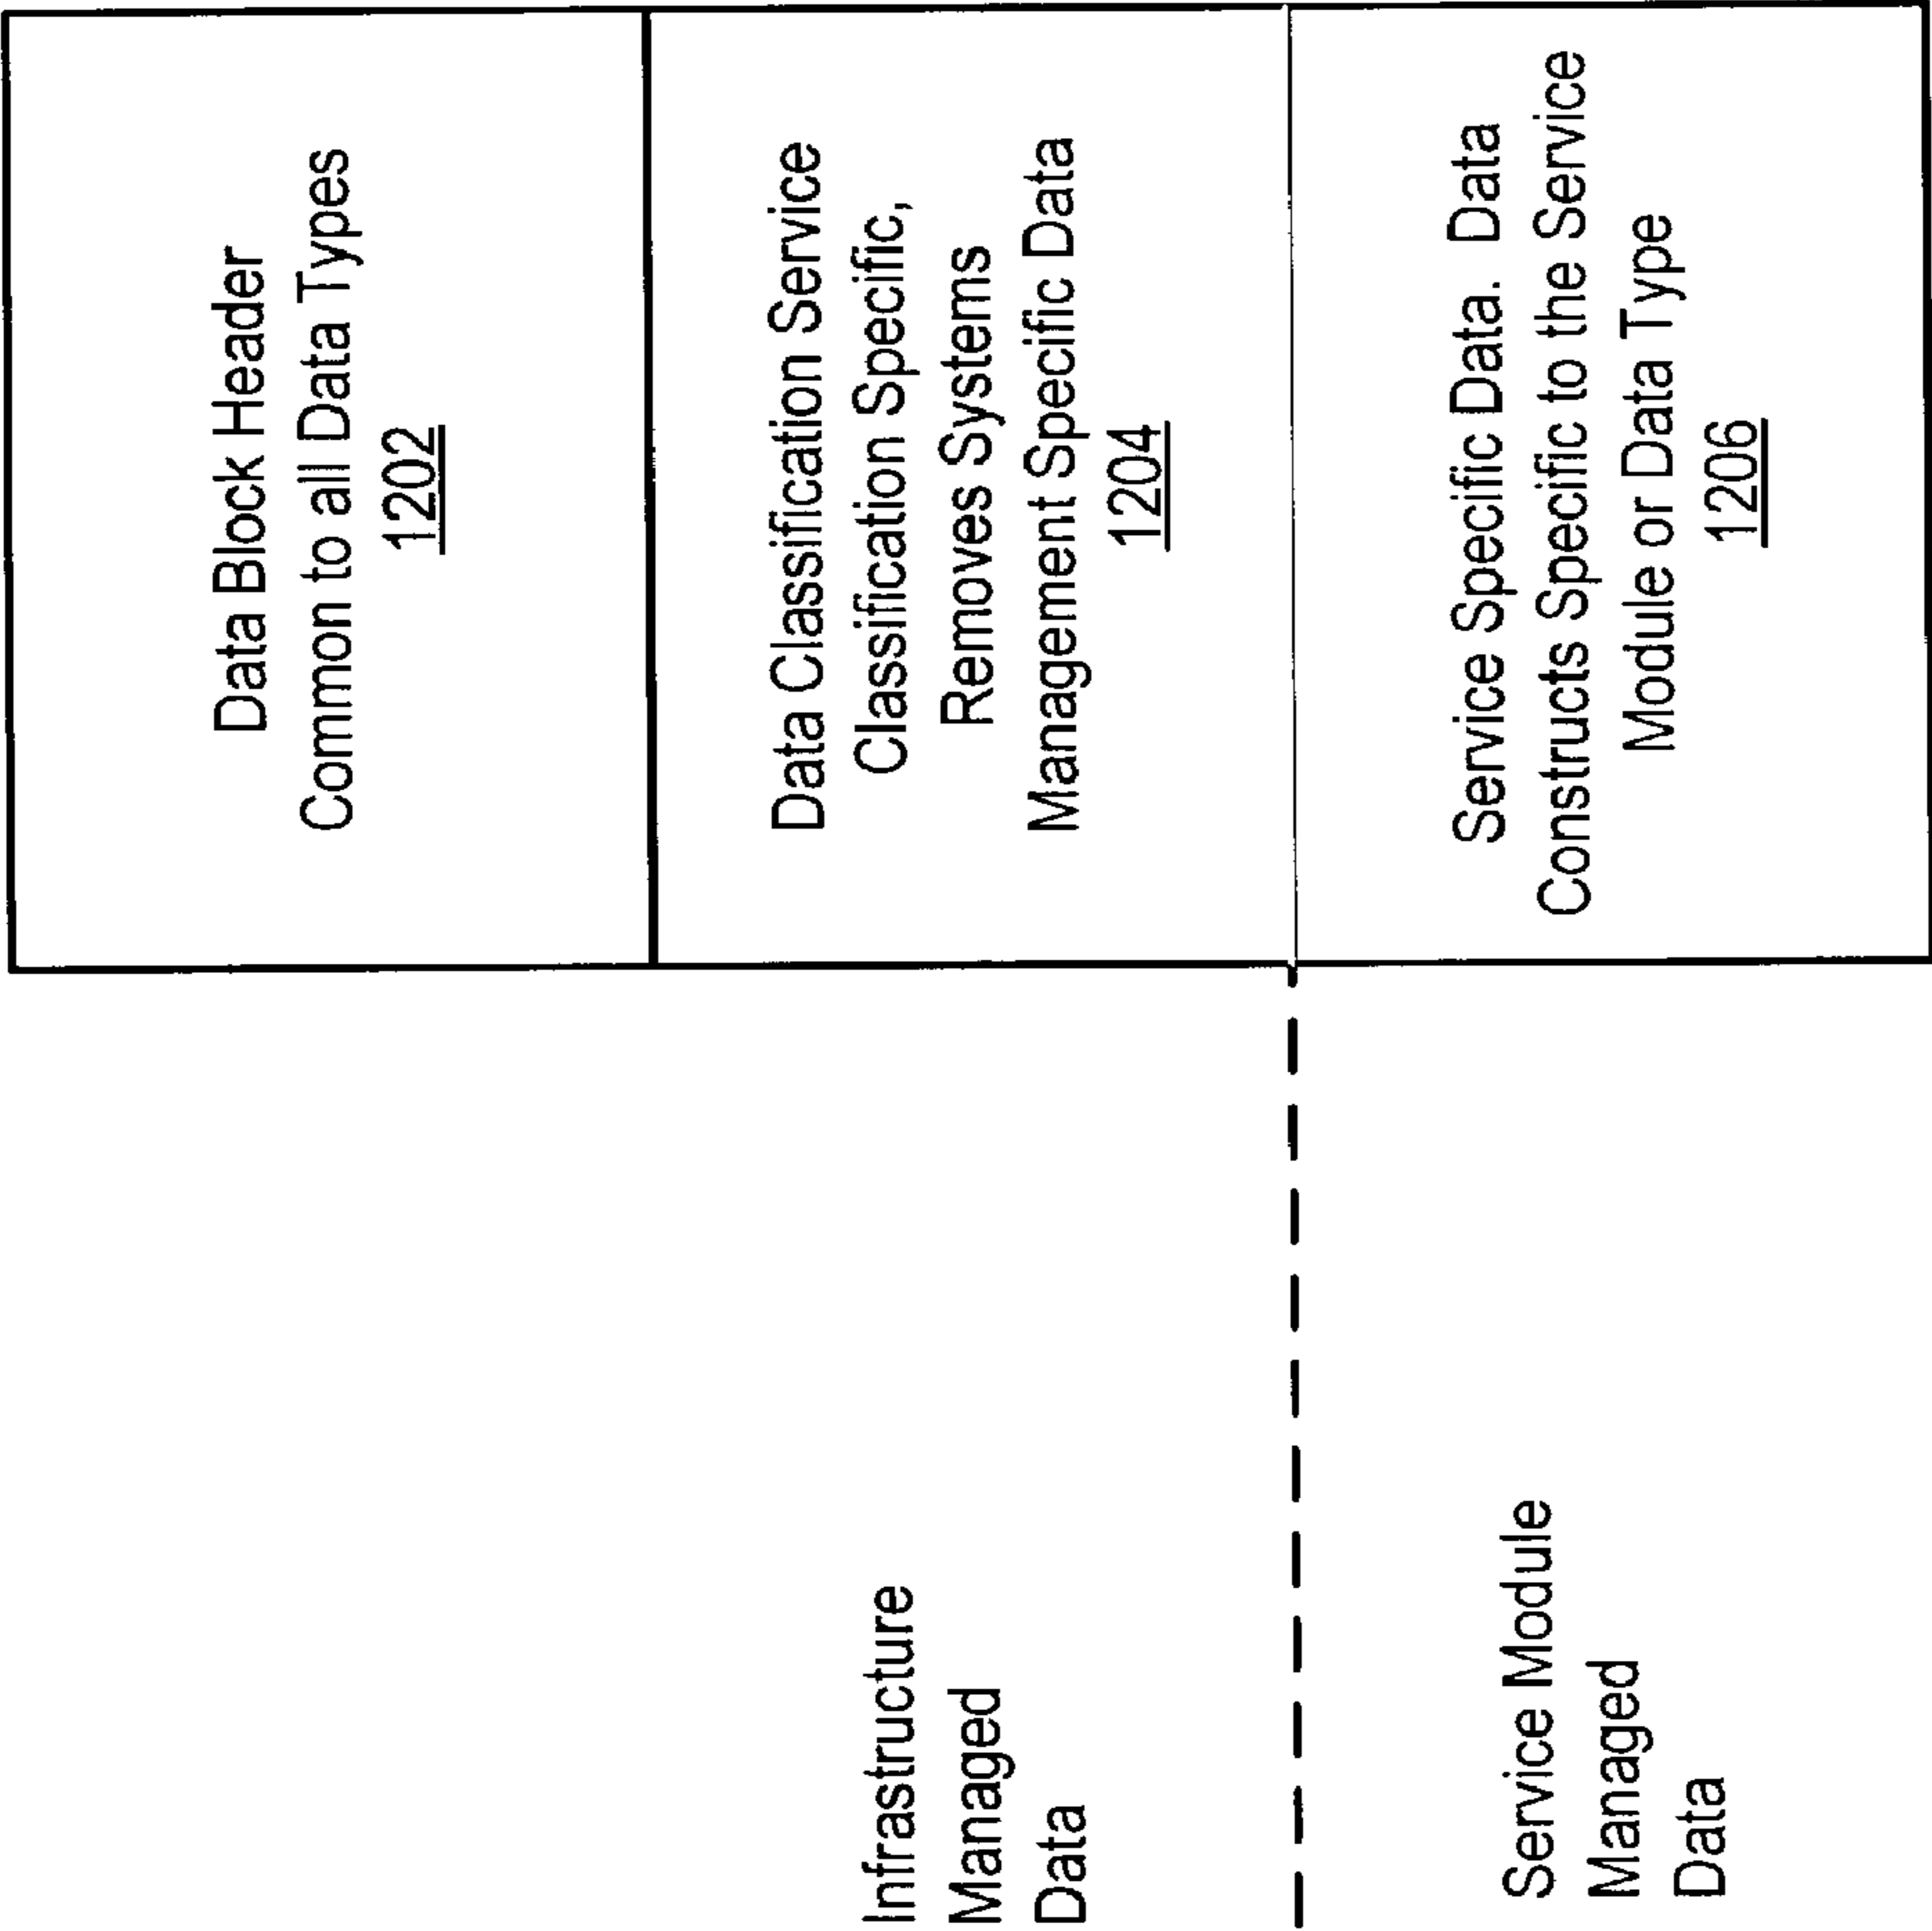 Data Block Header
Common to all Data Types
1202
Infrastructure
Managed
Data
Data Classification Service
Classification Specific,
Removes Systems
Management Specific Data
1204
Service Module
Managed
Data
Service Specific Data. Data
Constructs Specific to the Service
Module or Data Type
1206